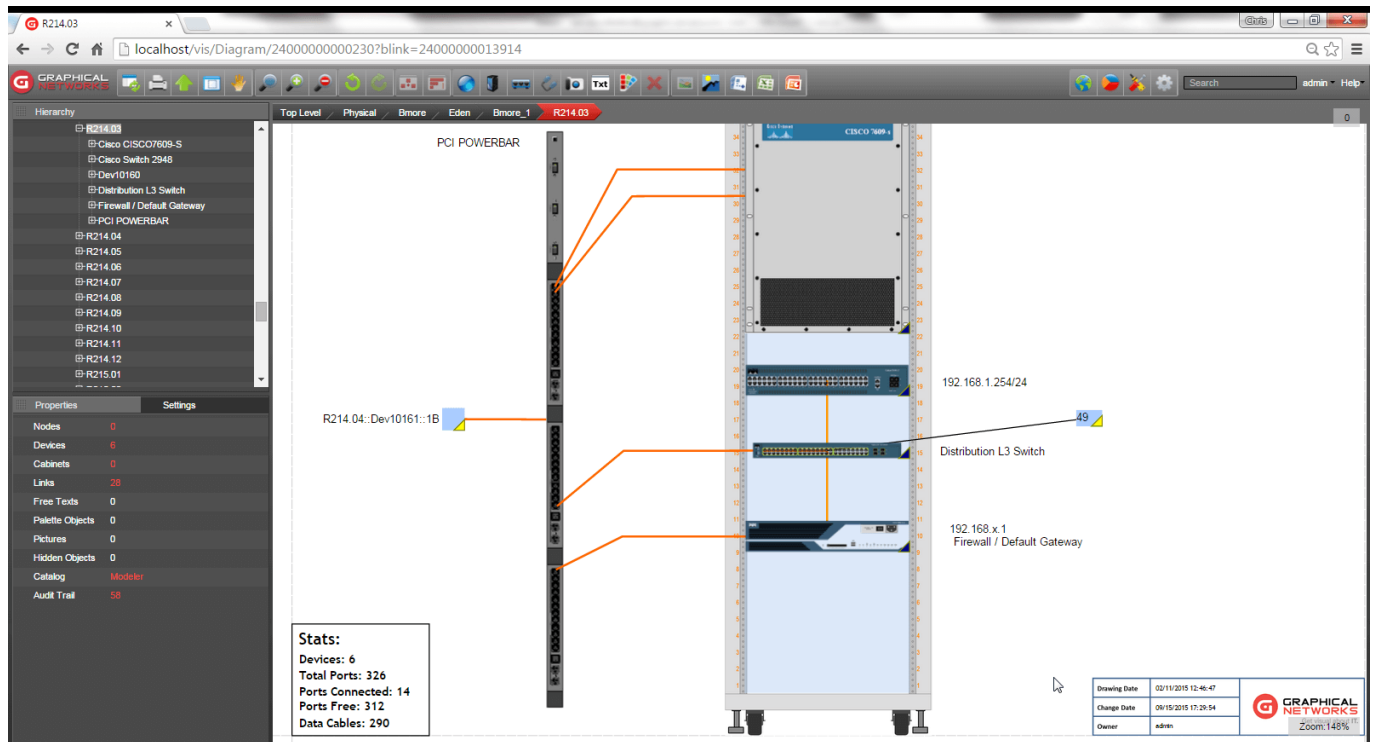 R214.03
Chris
localhost/vis/Diagram/24000000000230?blink=24000000013914
GRAPHICAL NETWORKS
Txt
Search
admin
Help
Hierarchy
Top Level / Physical / Bmore / Eden / Bmore_1 R214.03
0
R214.03
Cisco CISCO7609-S
Cisco Switch 2948
Dev10160
Distribution L3 Switch
Firewall / Default Gateway
PCI POWERBAR
R214.04
R214.05
R214.06
R214.07
R214.08
R214.09
R214.10
R214.11
R214.12
R215.01
Properties
Settings
Nodes 0
Devices 6
Cabinets 0
Links 28
Free Texts 0
Palette Objects 0
Pictures 0
Hidden Objects 0
Catalog Modeler
Audit Trail 58
PCI POWERBAR
CISCO 7609-s
192.168.1.254/24
R214.04::Dev10161::1B
49
Distribution L3 Switch
192.168.x.1
Firewall / Default Gateway
Stats:
Devices: 6
Total Ports: 326
Ports Connected: 14
Ports Free: 312
Data Cables: 290
Drawing Date 02/11/2015 12:46:47
Change Date 09/15/2015 17:29:54
Owner admin
GRAPHICAL
NETWORKS
Zoom:148%